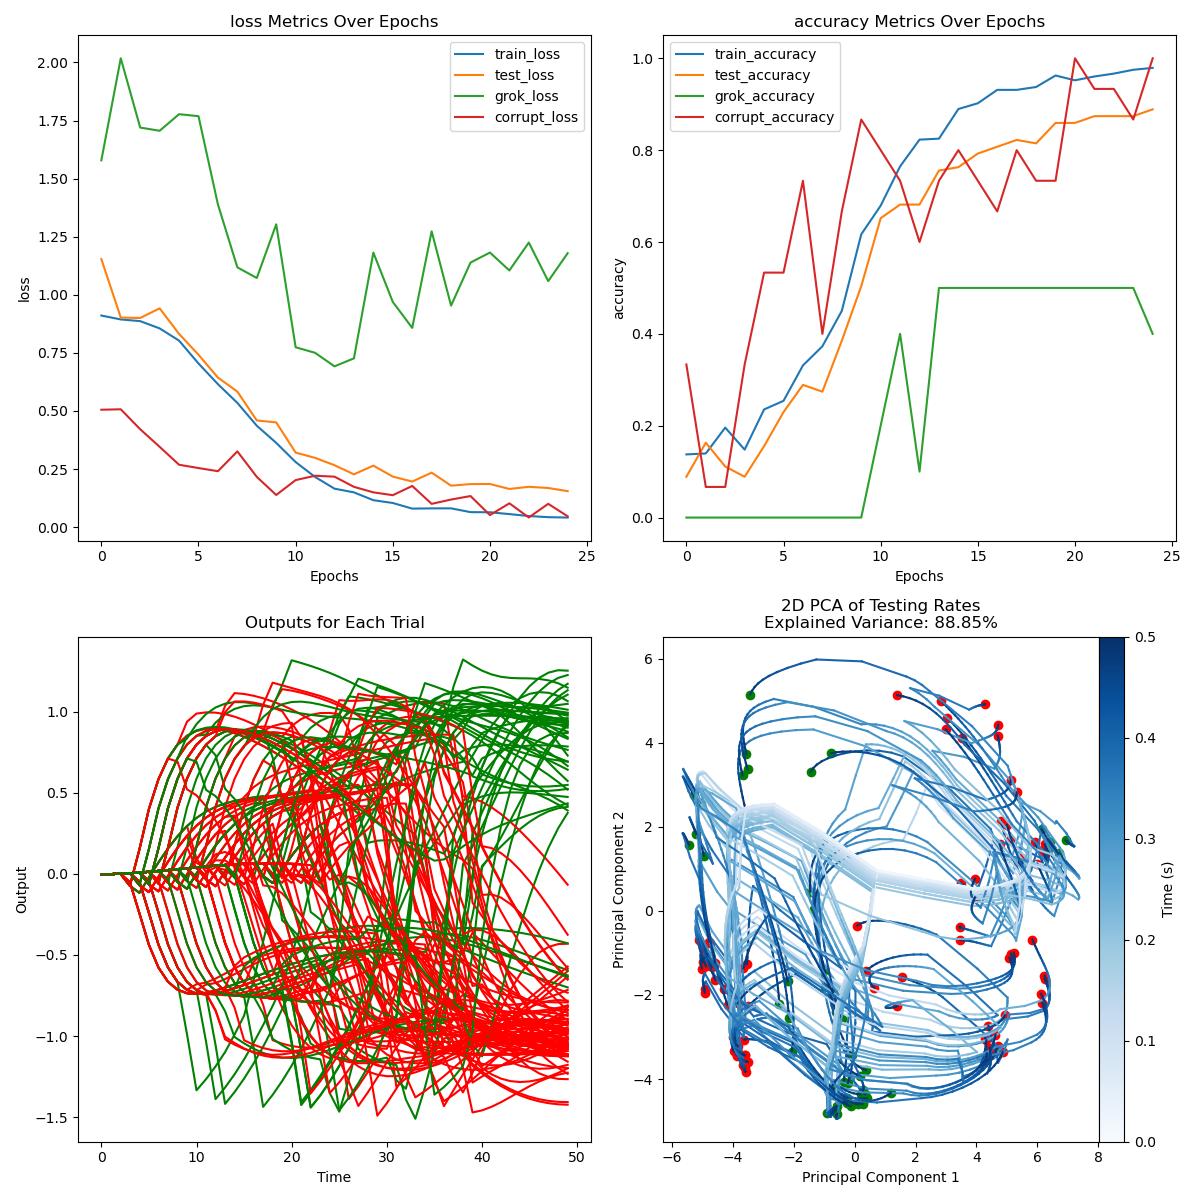 loss Metrics Over Epochs
2.00
1.75
1.50
1.25
1.00
0.75
0.50
0.25
0.00
loss
0 5 10 15 20 25
Epochs
train_loss
test_loss
grok_loss
corrupt_loss
accuracy Metrics Over Epochs
1.0
0.8
0.6
0.4
0.2
0.0
accuracy
0 5 10 15 20 25
Epochs
train_accuracy
test_accuracy
grok_accuracy
corrupt_accuracy
Outputs for Each Trial
1.0
0.5
0.0
−0.5
−1.0
−1.5
Output
0 10 20 30 40 50
Time
2D PCA of Testing Rates
Explained Variance: 88.85%
6
4
2
0
−2
−4
Principal Component 2
−6 −4 −2 0 2 4 6 8
Principal Component 1
0.5
0.4
0.3
0.2
0.1
0.0
Time (s)